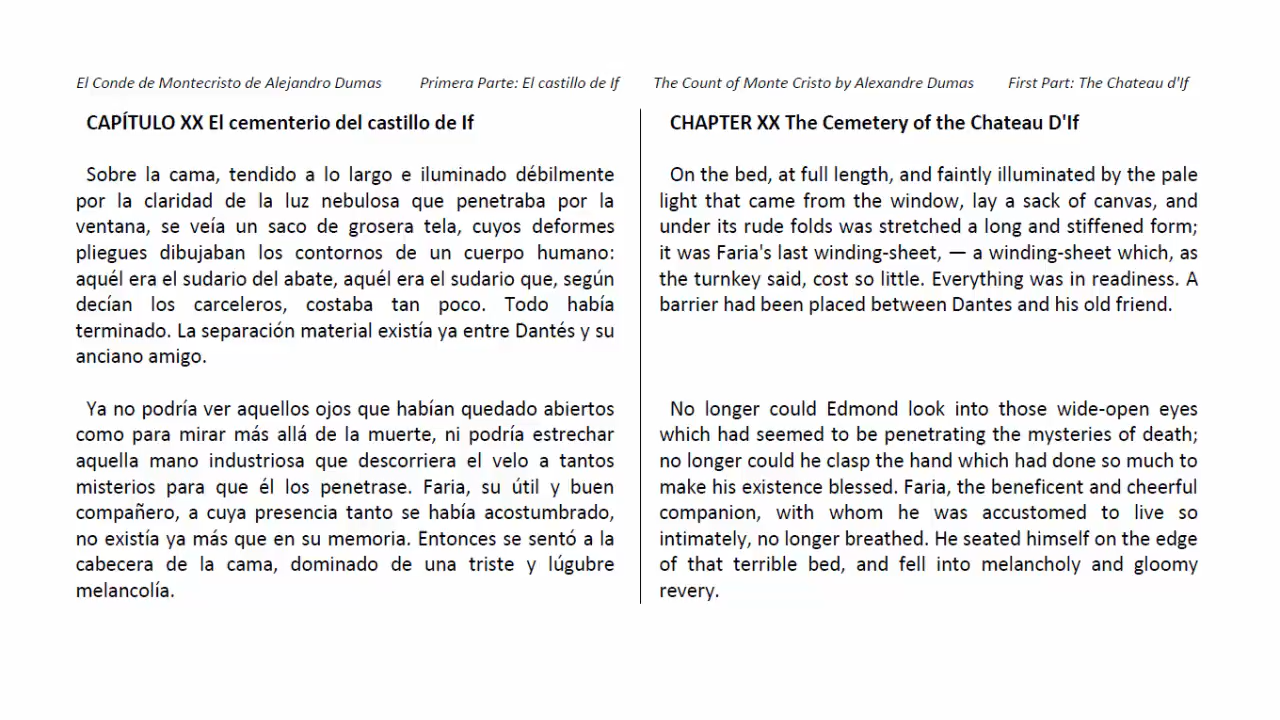 El Conde de Montecristo de Alejandro Dumas Primera Parte: El castillo de If The Count of Monte Cristo by Alexandre Dumas First Part: The Chateau d'If
CAPÍTULO XX El cementerio del castillo de If
Sobre la cama, tendido a lo largo e iluminado débilmente
por la claridad de la luz nebulosa que penetraba por la
ventana, se veía un saco de grosera tela, cuyos deformes
pliegues dibujaban los contornos de un cuerpo humano:
aquél era el sudario del abate, aquél era el sudario que, según
decían los carceleros, costaba tan poco. Todo había
terminado. La separación material existía ya entre Dantés y su
anciano amigo.
Ya no podría ver aquellos ojos que habían quedado abiertos
como para mirar más allá de la muerte, ni podría estrechar
aquella mano industriosa que descorriera el velo a tantos
misterios para que él los penetrase. Faria, su útil y buen
compañero, a cuya presencia tanto se había acostumbrado,
no existía ya más que en su memoria. Entonces se sentó a la
cabecera de la cama, dominado de una triste y lúgubre
melancolía.
CHAPTER XX The Cemetery of the Chateau D'If
On the bed, at full length, and faintly illuminated by the pale
light that came from the window, lay a sack of canvas, and
under its rude folds was stretched a long and stiffened form;
it was Faria's last winding-sheet, — a winding-sheet which, as
the turnkey said, cost so little. Everything was in readiness. A
barrier had been placed between Dantes and his old friend.
No longer could Edmond look into those wide-open eyes
which had seemed to be penetrating the mysteries of death;
no longer could he clasp the hand which had done so much to
make his existence blessed. Faria, the beneficent and cheerful
companion, with whom he was accustomed to live so
intimately, no longer breathed. He seated himself on the edge
of that terrible bed, and fell into melancholy and gloomy
revery.